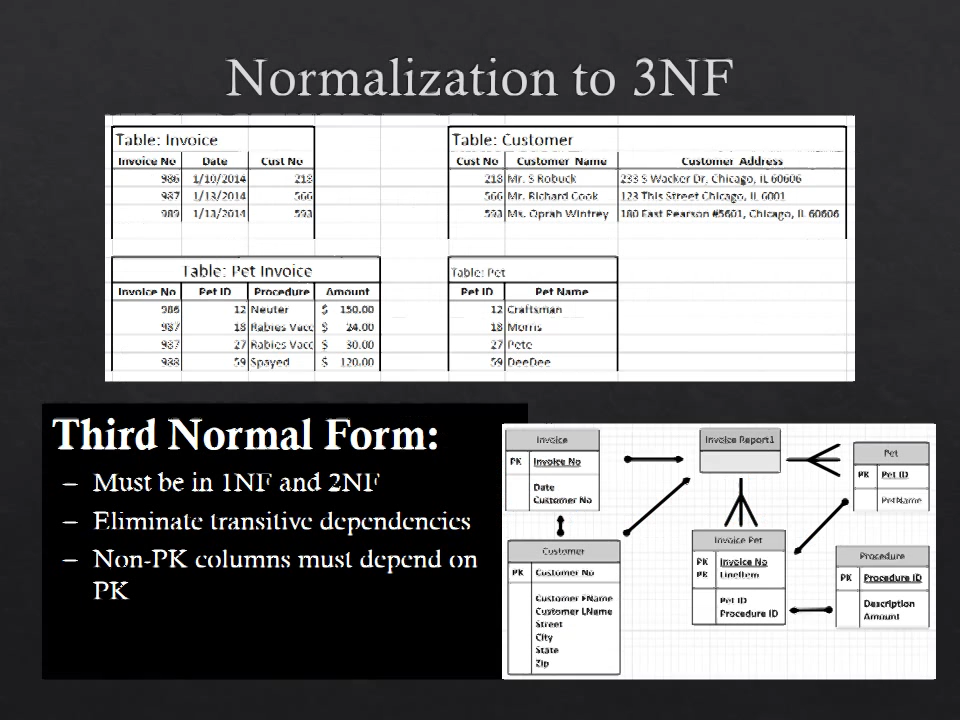 Normalization to 3NF
Table: Invoice
Invoice No Date Cust No
986 1/10/2014 218
987 1/13/2014 566
989 1/13/2014 593
Table: Customer
Cust No Customer Name Customer Address
218 Mr. S Robuck 233 S Wacker Dr. Chicago, IL 60606
566 Mr. Richard Cook 123 This Street Chicago, IL 6001
593 Ms. Oprah Wintrey 180 East Pearson #5601, Chicago, IL 60606
Table: Pet Invoice
Invoice No Pet ID Procedure Amount
986 12 Neuter $ 150.00
987 18 Rabies Vacc $ 24.00
987 27 Rabies Vacc $ 30.00
988 59 Spayed $ 120.00
Table: Pet
Pet ID Pet Name
12 Craftsman
18 Morris
27 Pete
59 DeeDee
Third Normal Form:
– Must be in 1NF and 2NF
– Eliminate transitive dependencies
– Non-PK columns must depend on
PK
Invoice
PK Invoice No
Date
Customer No
Invoice Report1
Pet
PK Pet ID
PetName
Customer
PK Customer No
Customer FName
Customer LName
Street
City
State
Zip
Invoice Pet
PK Invoice No
PK LineItem
Pet ID
Procedure ID
Procedure
PK Procedure ID
Description
Amount